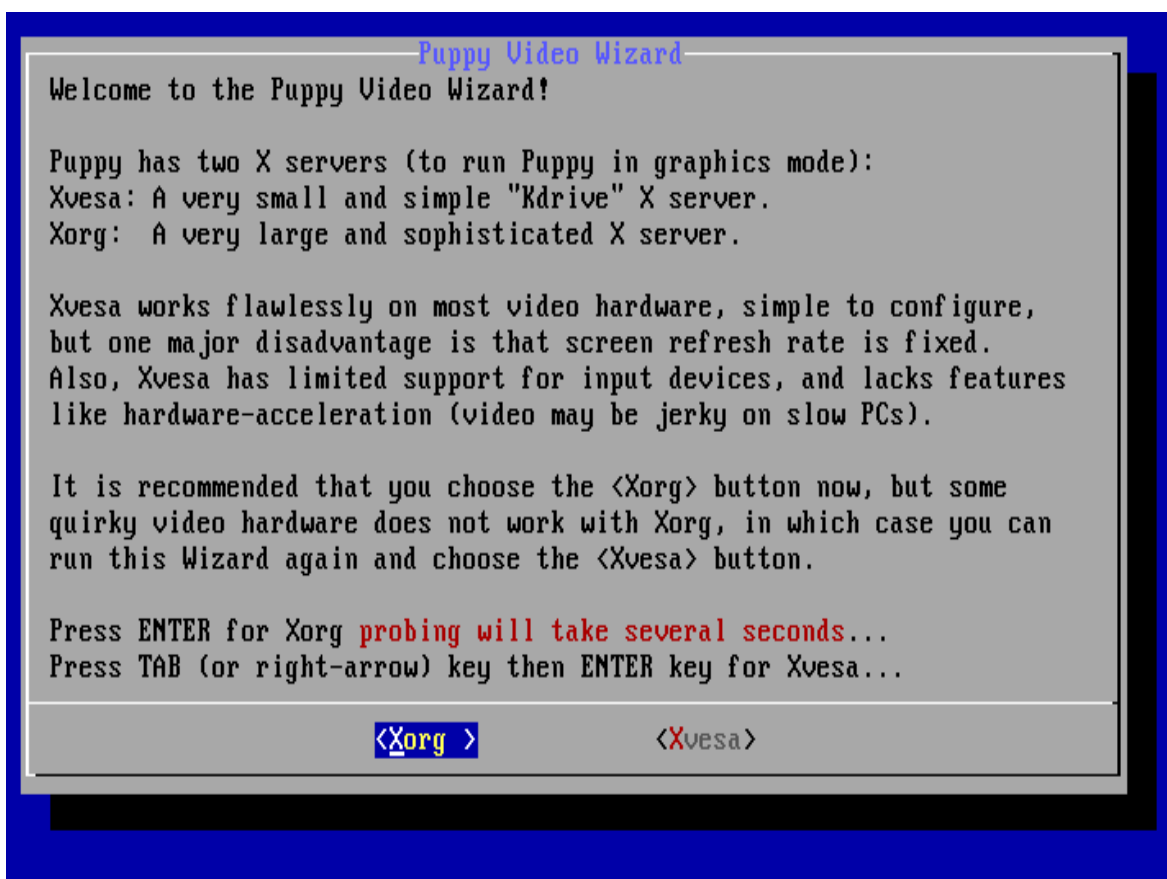 Puppy Video Wizard
Welcome to the Puppy Video Wizard!
Puppy has two X servers (to run Puppy in graphics mode):
Xvesa: A very small and simple "Kdrive" X server.
Xorg:  A very large and sophisticated X server.
Xvesa works flawlessly on most video hardware, simple to configure,
but one major disadvantage is that screen refresh rate is fixed.
Also, Xvesa has limited support for input devices, and lacks features
like hardware-acceleration (video may be jerky on slow PCs).
It is recommended that you choose the <Xorg> button now, but some
quirky video hardware does not work with Xorg, in which case you can
run this Wizard again and choose the <Xvesa> button.
Press ENTER for Xorg probing will take several seconds...
Press TAB (or right-arrow) key then ENTER key for Xvesa...
<Xorg > <Xvesa>